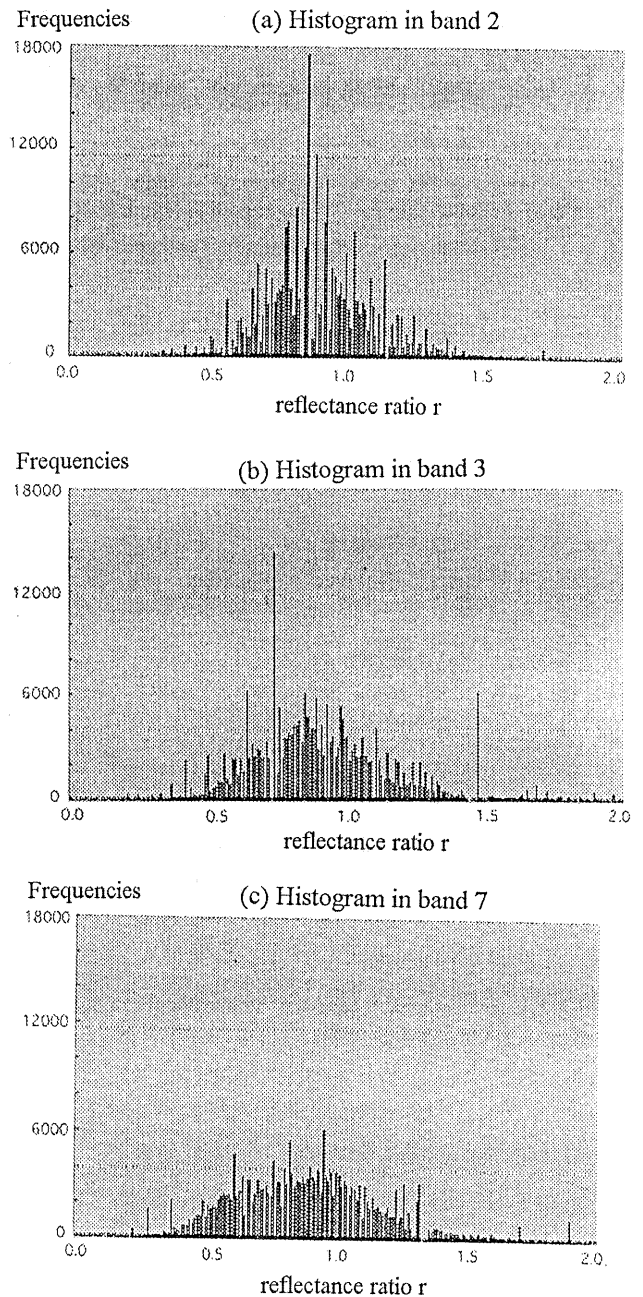 Frequencies
(a) Histogram in band 2
18000
12000
6000
0
0.0 0.5 1.0 1.5 2.0
reflectance ratio r
Frequencies
(b) Histogram in band 3
18000
12000
6000
0
0.0 0.5 1.0 1.5 2.0
reflectance ratio r
Frequencies
(c) Histogram in band 7
18000
12000
6000
0
0.0 0.5 1.0 1.5 2.0
reflectance ratio r